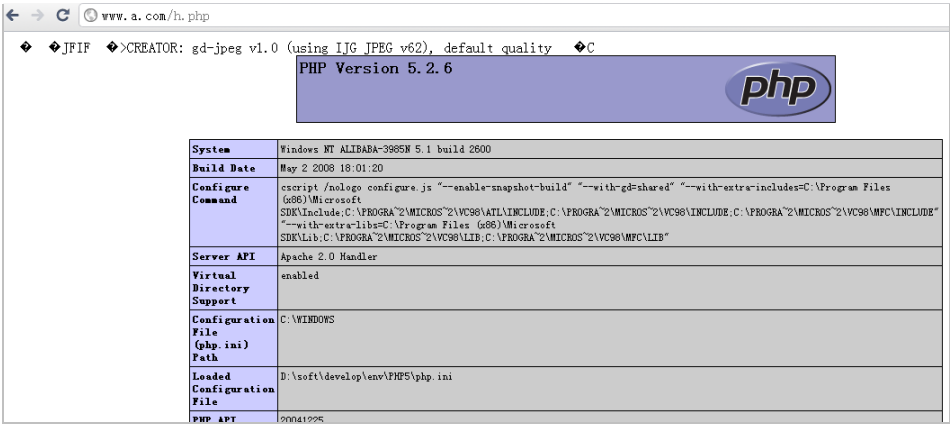 www.a.com/h.php
� �JFIF �>CREATOR: gd-jpeg v1.0 (using IJG JPEG v62), default quality �C
PHP Version 5.2.6
php
System Windows NT ALIBABA-3985N 5.1 build 2600
Build Date May 2 2008 18:01:20
Configure Command cscript /nologo configure.js "--enable-snapshot-build" "--with-gd=shared" "--with-extra-includes=C:\Program Files
(x86)\Microsoft
SDK\Include;C:\PROGRA~2\MICROS~2\VC98\ATL\INCLUDE;C:\PROGRA~2\MICROS~2\VC98\INCLUDE;C:\PROGRA~2\MICROS~2\VC98\MFC\INCLUDE"
"--with-extra-libs=C:\Program Files (x86)\Microsoft
SDK\Lib;C:\PROGRA~2\MICROS~2\VC98\LIB;C:\PROGRA~2\MICROS~2\VC98\MFC\LIB"
Server API Apache 2.0 Handler
Virtual
Directory
Support
enabled
Configuration
File
(php.ini)
Path
C:\WINDOWS
Loaded
Configuration
File
D:\soft\develop\env\PHP5\php.ini
PHP API 20041225